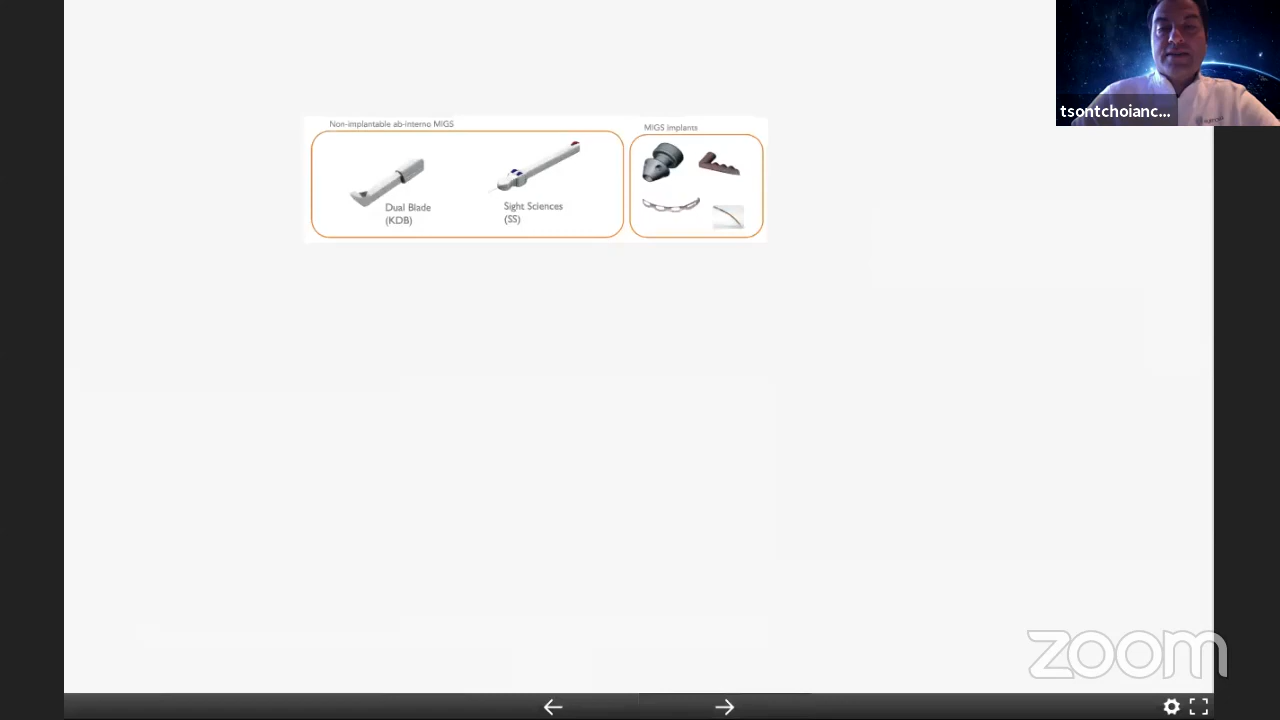 Non-implantable ab-interno MIGS
MIGS implants
Dual Blade
(KDB)
Sight Sciences
(SS)
tsontchoianc...
zoom